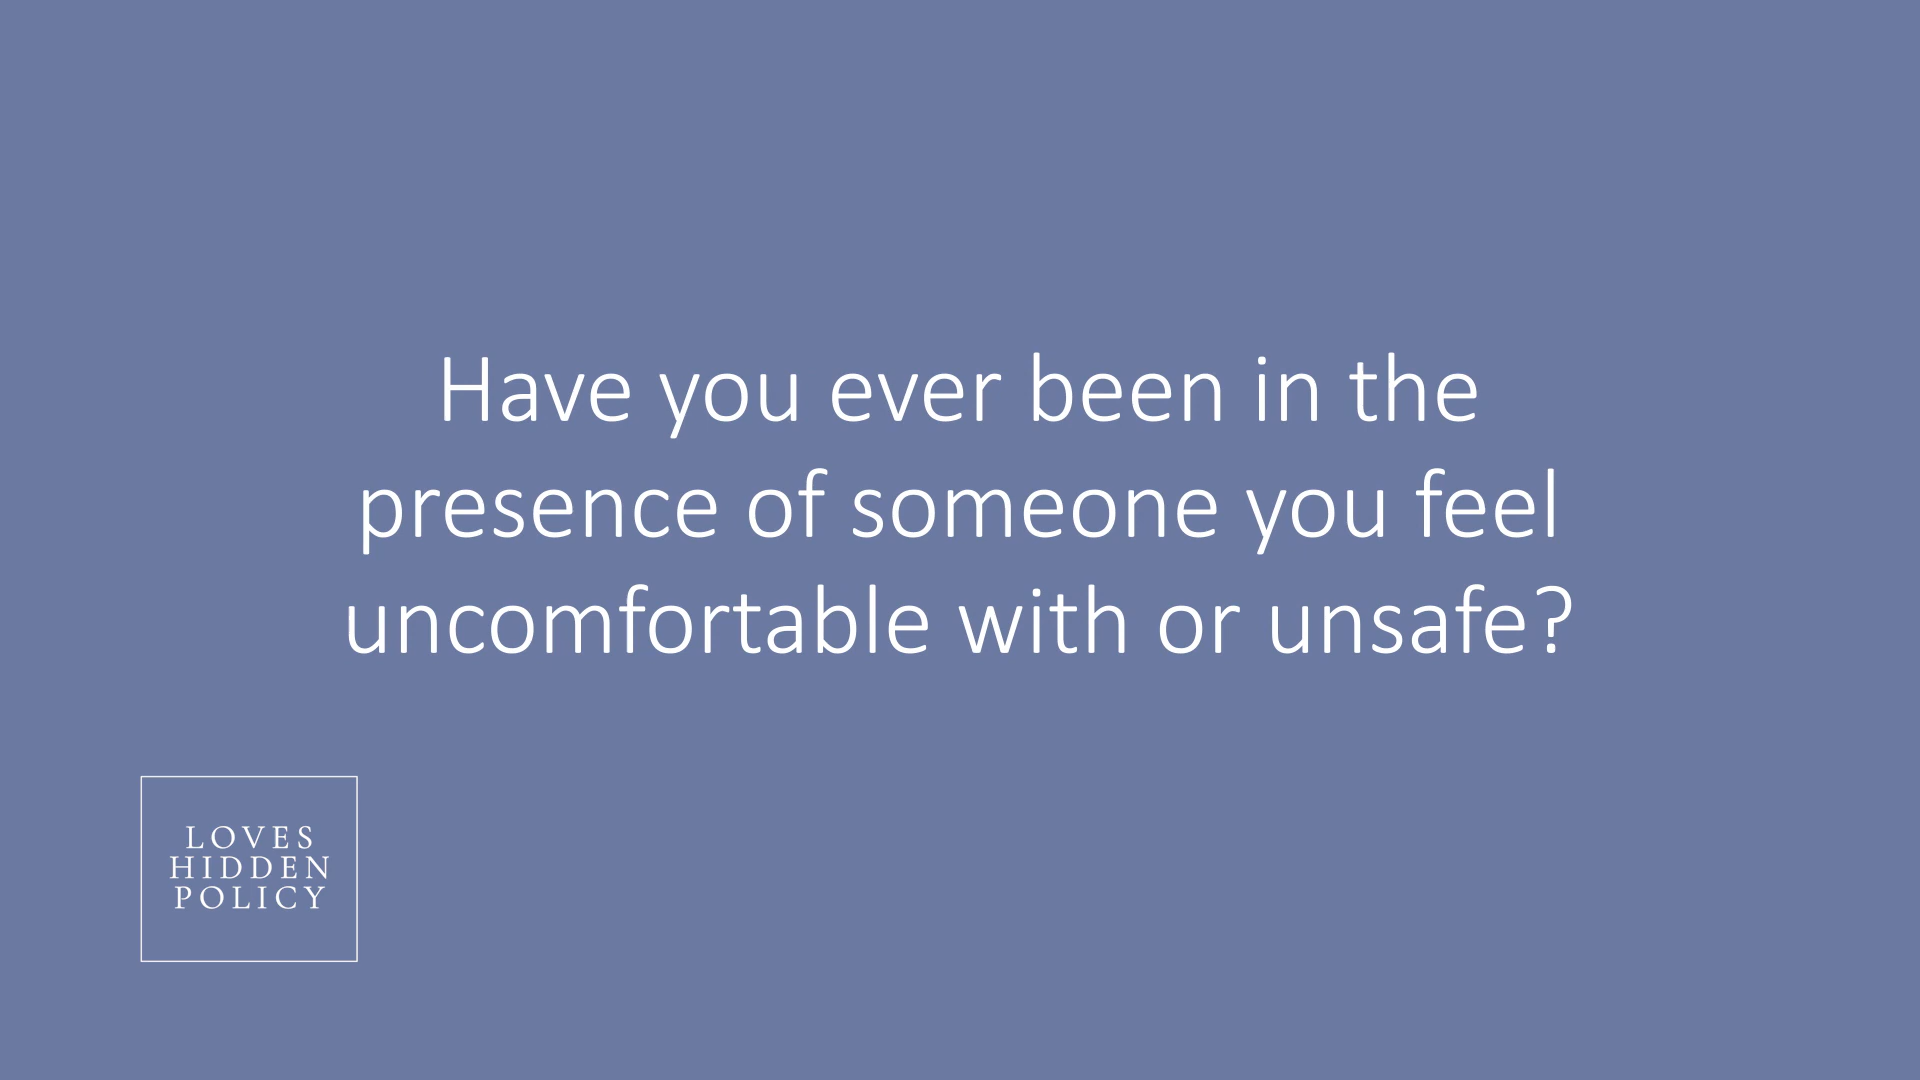 Have you ever been in the
presence of someone you feel
uncomfortable with or unsafe?
LOVES
HIDDEN
POLICY